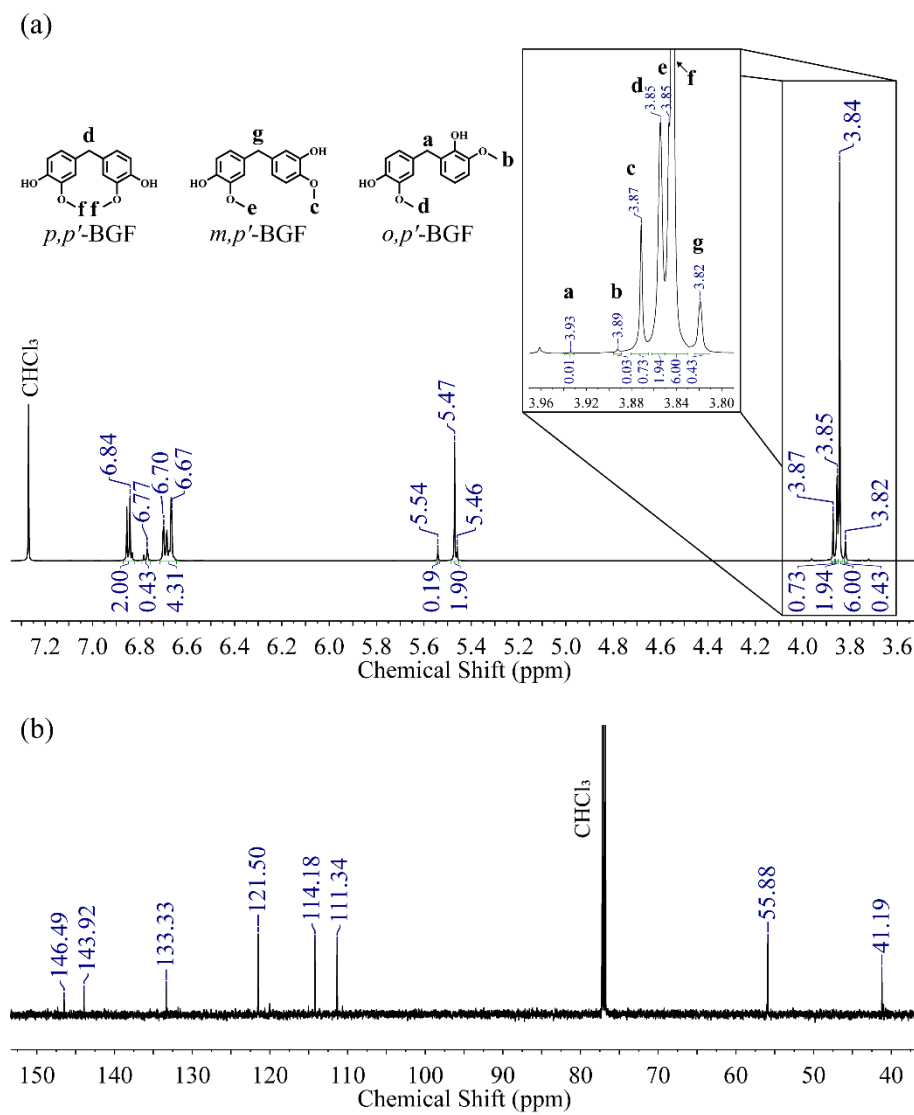 (a)
d
HO
OH
f f
O
O
p,p'-BGF
g
OH
HO
O
O
e
c
m,p'-BGF
a
OH
O
b
HO
O
d
o,p'-BGF
a
b
c
d
e
f
g
3.93
3.89
3.87
3.85
3.85
3.82
0.01
0.03
0.73
1.94
6.00
0.43
3.96 3.92 3.88 3.84 3.80
CHCl₃
6.84
6.77
6.70
6.67
5.54
5.47
5.46
3.87
3.85
3.84
3.82
2.00
0.43
4.31
0.19
1.90
0.73
1.94
6.00
0.43
7.2 7.0 6.8 6.6 6.4 6.2 6.0 5.8 5.6 5.4 5.2 5.0 4.8 4.6 4.4 4.2 4.0 3.8 3.6
Chemical Shift (ppm)
(b)
146.49
143.92
133.33
121.50
114.18
111.34
CHCl₃
55.88
41.19
150 140 130 120 110 100 90 80 70 60 50 40
Chemical Shift (ppm)